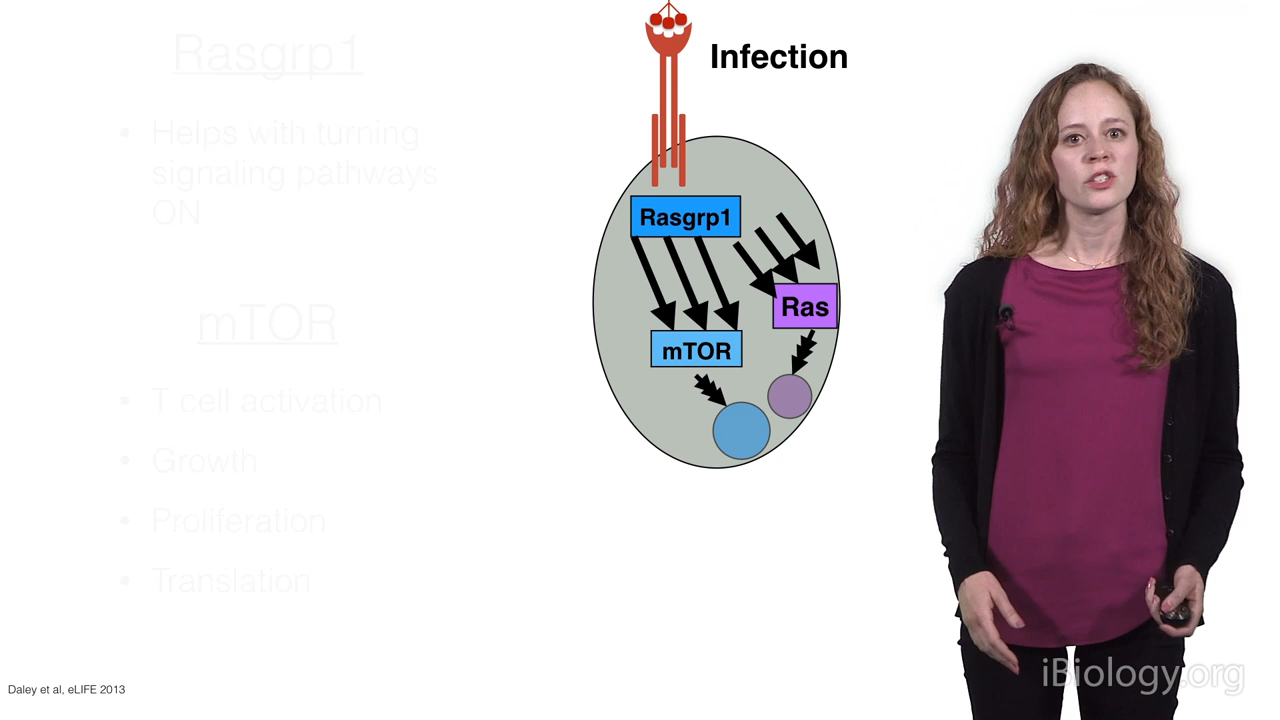 Rasgrp1
• Helps with turning
signaling pathways
ON
mTOR
• T cell activation
• Growth
• Proliferation
• Translation
Infection
Rasgrp1
Ras
mTOR
Daley et al, eLIFE 2013
iBiology.org